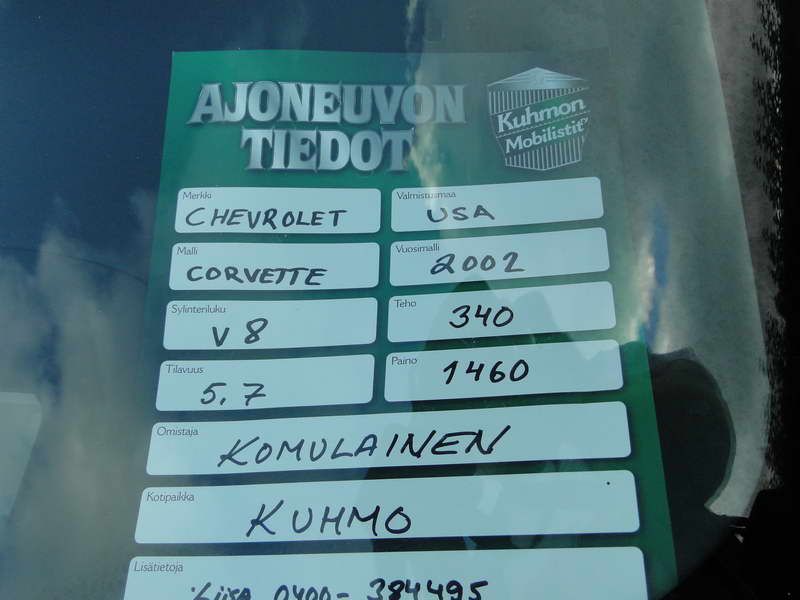 AJONEUVON
TIEDOT
Kuhmon
Mobilistit
Merkki
CHEVROLET
Valmistusmaa
USA
Malli
CORVETTE
Vuosimalli
2002
Sylinteriluku
V8
Teho
340
Tilavuus
5,7
Paino
1460
Omistaja
KOMULAINEN
Kotipaikka
KUHMO
Lisätietoja
0400-384495